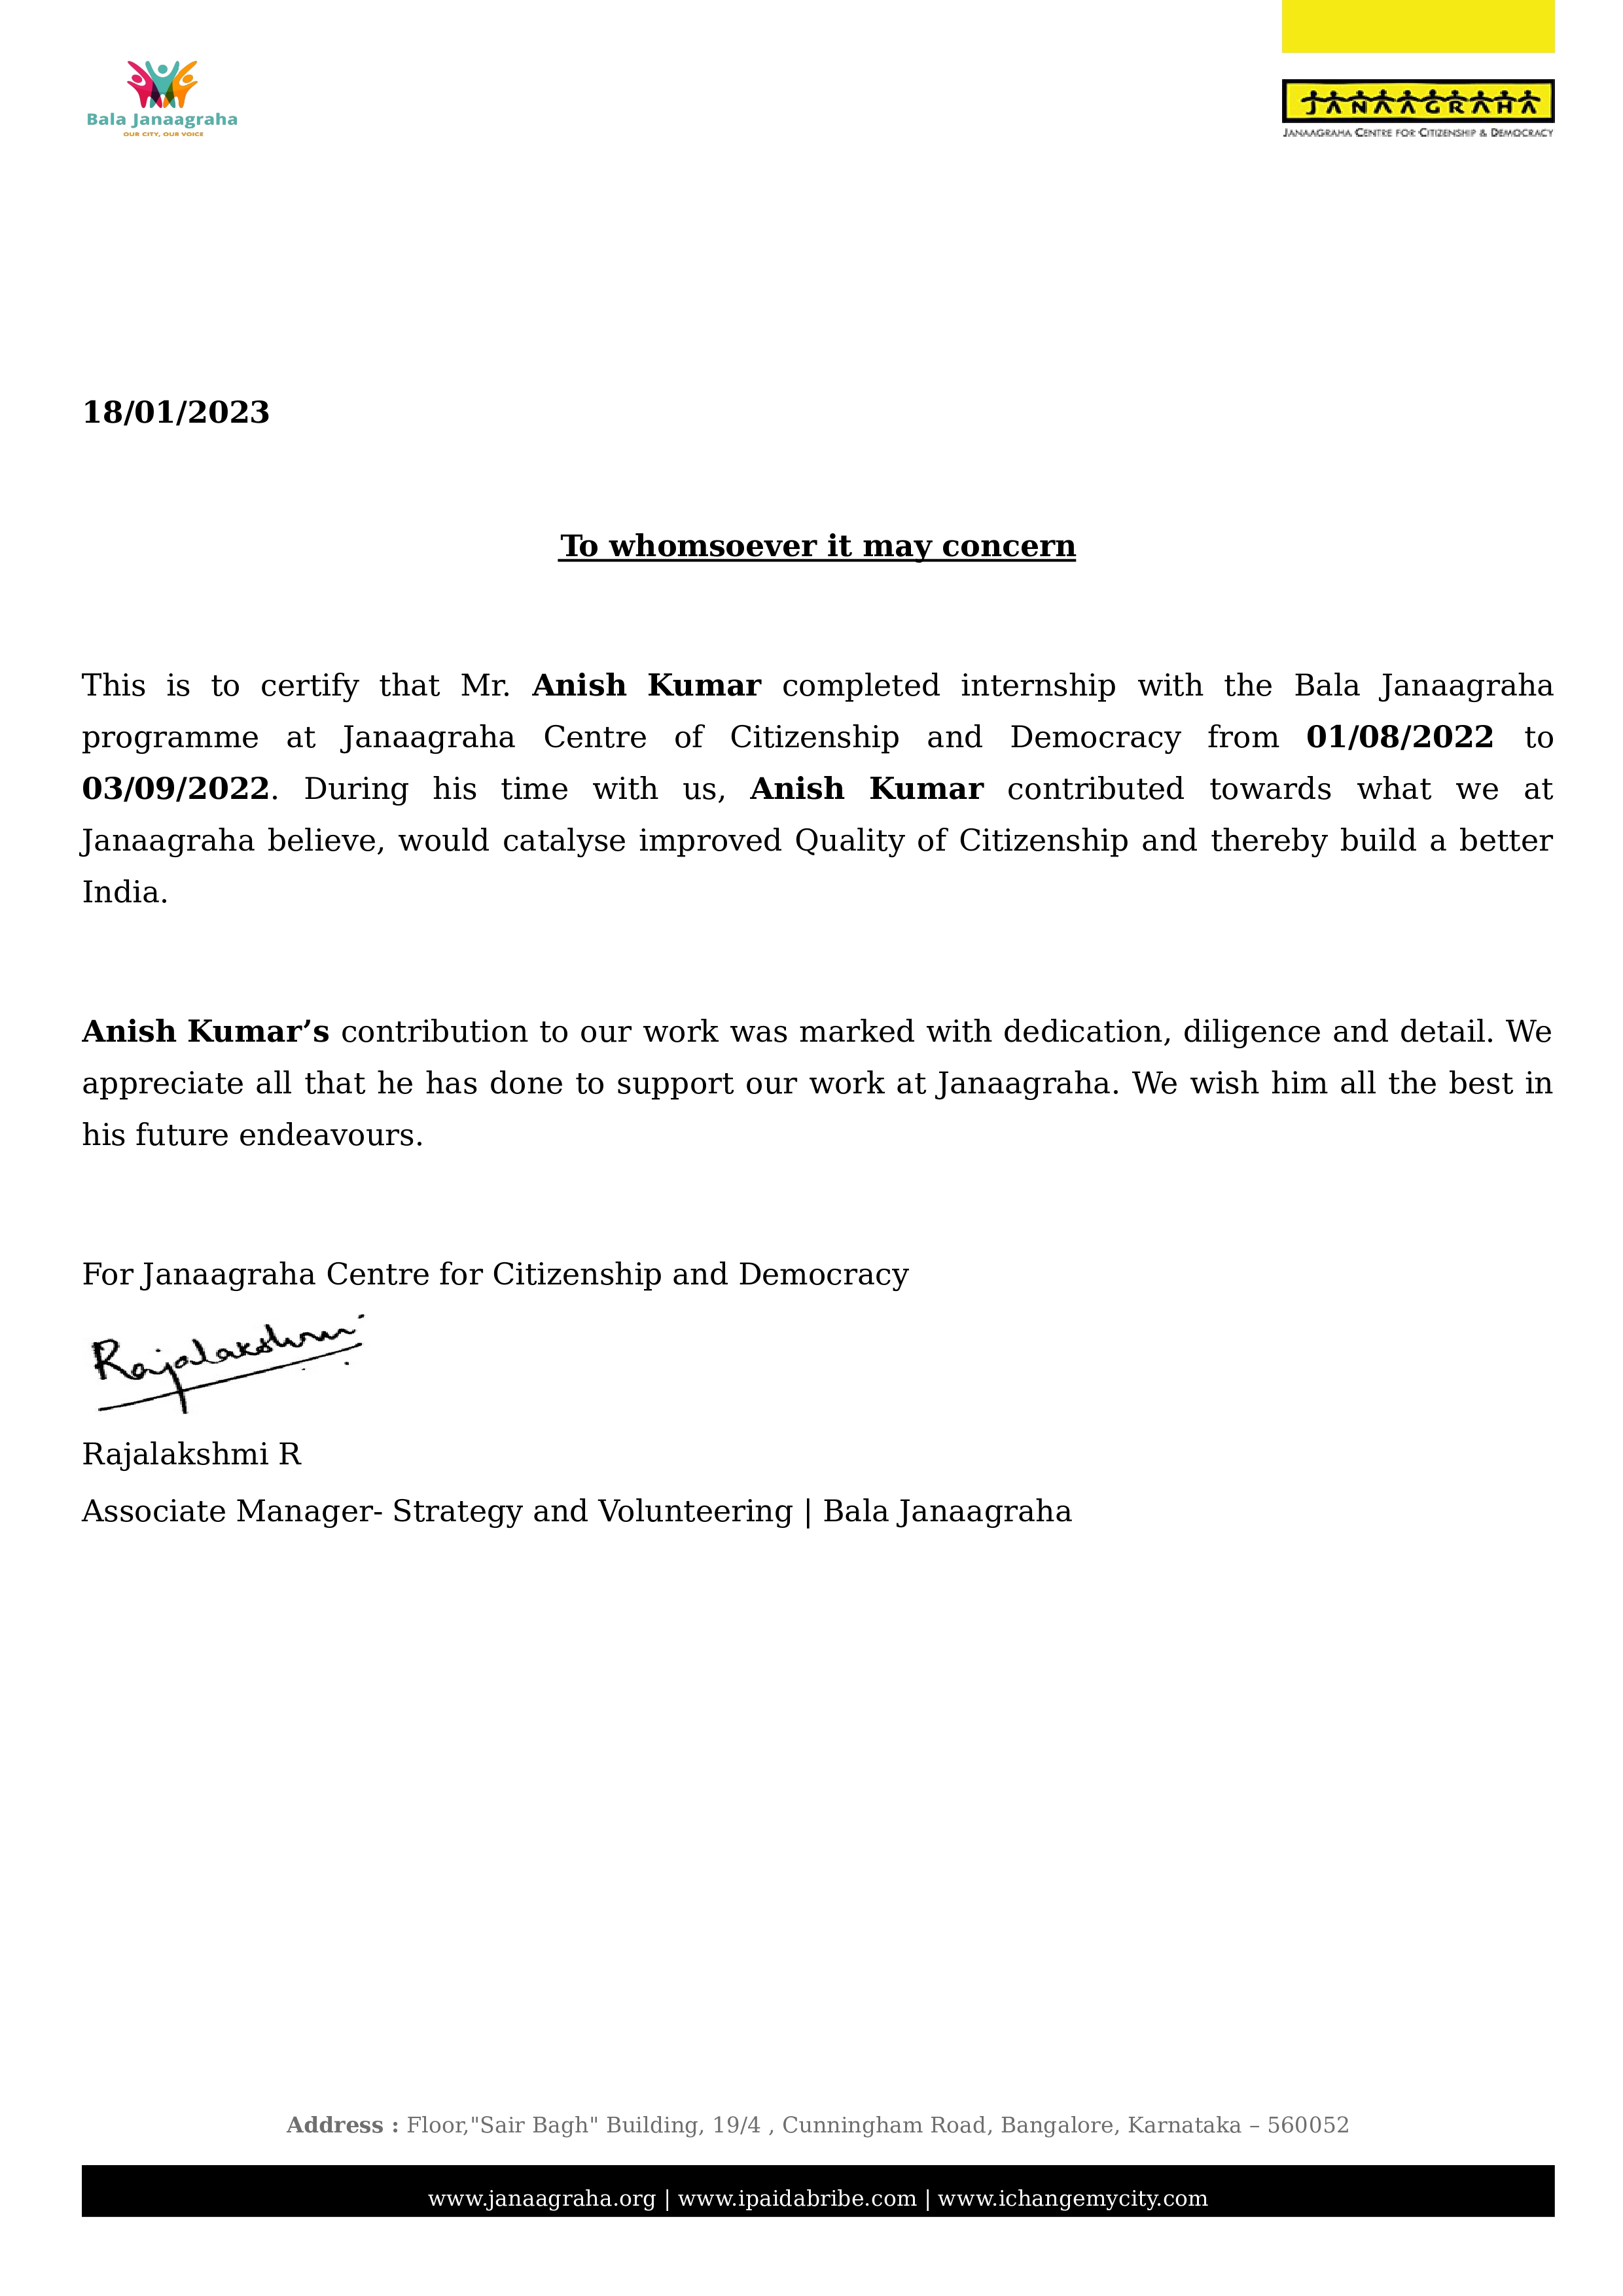 Bala Janaagraha
OUR CITY, OUR VOICE
JANAAGRAHA
JANAAGRAHA CENTRE FOR CITIZENSHIP & DEMOCRACY
18/01/2023
To whomsoever it may concern
This is to certify that Mr. Anish Kumar completed internship with the Bala Janaagraha
programme at Janaagraha Centre of Citizenship and Democracy from 01/08/2022 to
03/09/2022. During his time with us, Anish Kumar contributed towards what we at
Janaagraha believe, would catalyse improved Quality of Citizenship and thereby build a better
India.
Anish Kumar’s contribution to our work was marked with dedication, diligence and detail. We
appreciate all that he has done to support our work at Janaagraha. We wish him all the best in
his future endeavours.
For Janaagraha Centre for Citizenship and Democracy
Rajalakshmi
Rajalakshmi R
Associate Manager- Strategy and Volunteering | Bala Janaagraha
Address : Floor,"Sair Bagh" Building, 19/4 , Cunningham Road, Bangalore, Karnataka – 560052
www.janaagraha.org | www.ipaidabribe.com | www.ichangemycity.com